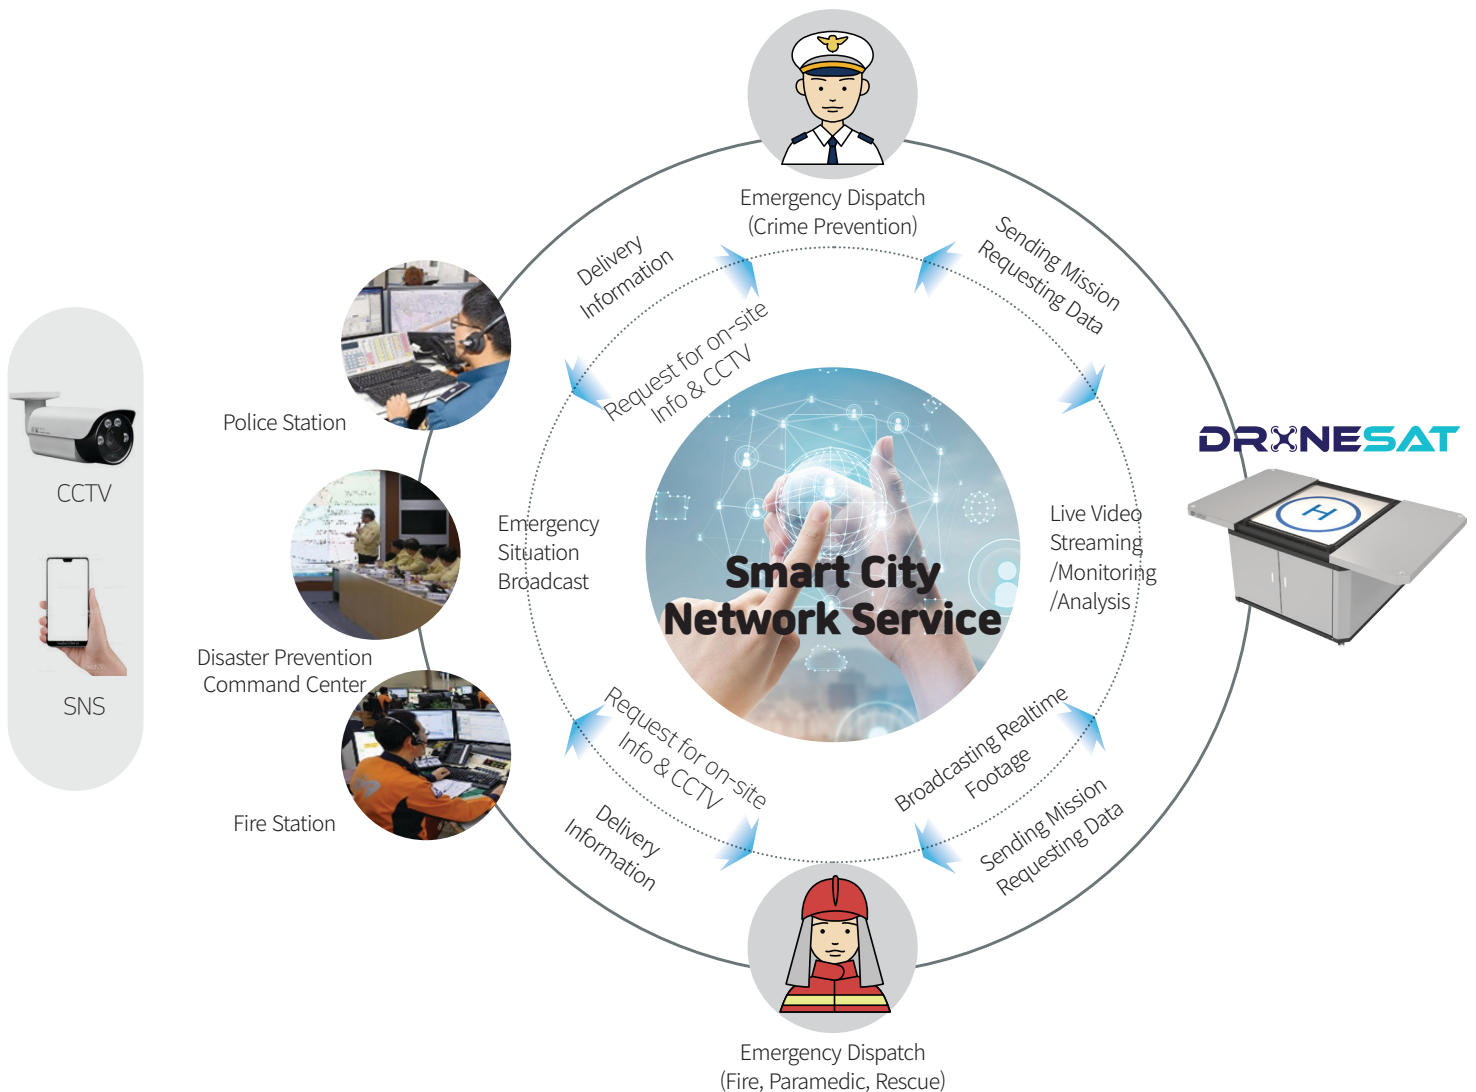 Emergency Dispatch
(Crime Prevention)
Delivery
Information
Sending Mission
Requesting Data
Request for on-site
Info & CCTV
Police Station
CCTV
DRONESAT
H
Emergency
Situation
Broadcast
Smart City
Network Service
Live Video
Streaming
/Monitoring
/Analysis
Disaster Prevention
Command Center
SNS
Request for on-site
Info & CCTV
Broadcasting Realtime
Footage
Fire Station
Delivery
Information
Sending Mission
Requesting Data
Emergency Dispatch
(Fire, Paramedic, Rescue)